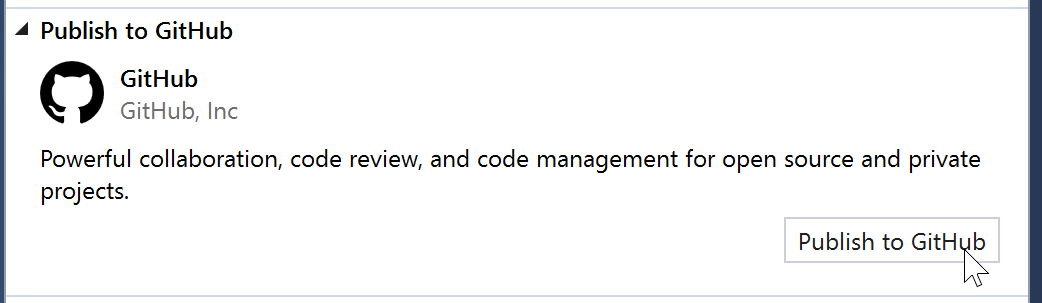 Publish to GitHub
GitHub
GitHub, Inc
Powerful collaboration, code review, and code management for open source and private
projects.
Publish to GitHub